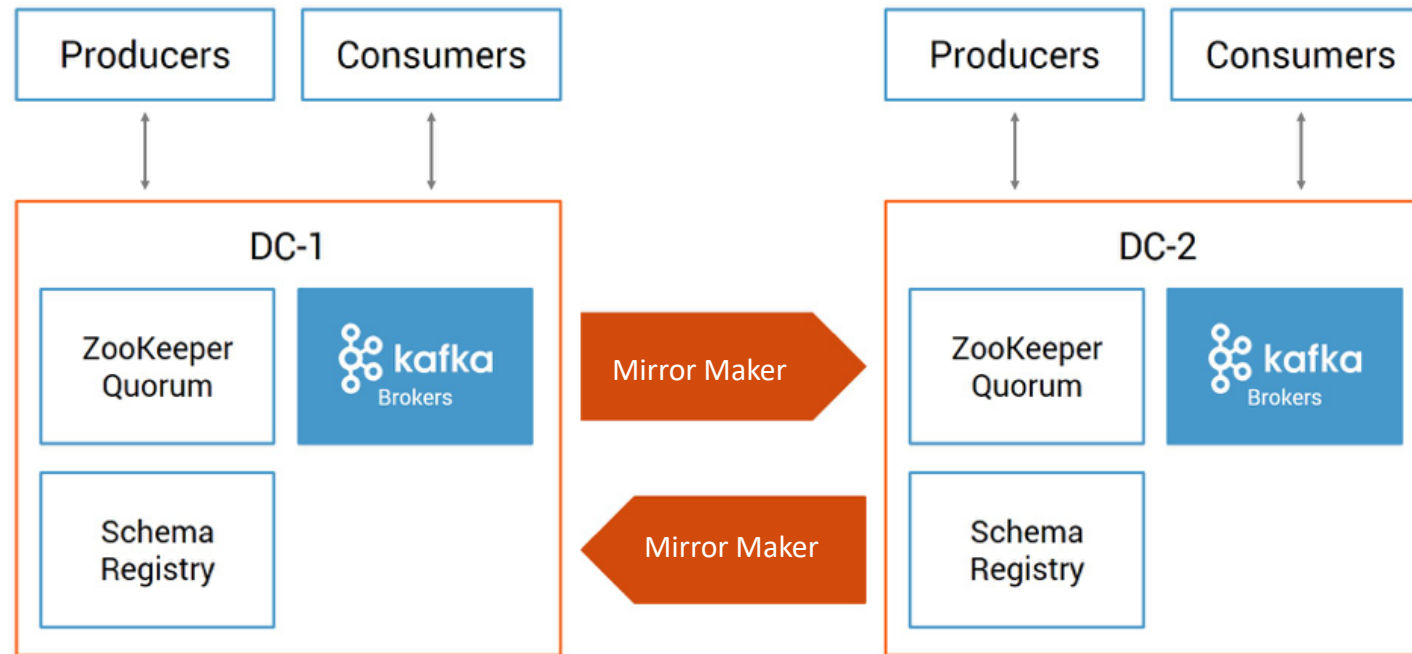 Producers
Consumers
Producers
Consumers
DC-1
DC-2
ZooKeeper
Quorum
kafka
Brokers
Mirror Maker
ZooKeeper
Quorum
kafka
Brokers
Schema
Registry
Mirror Maker
Schema
Registry